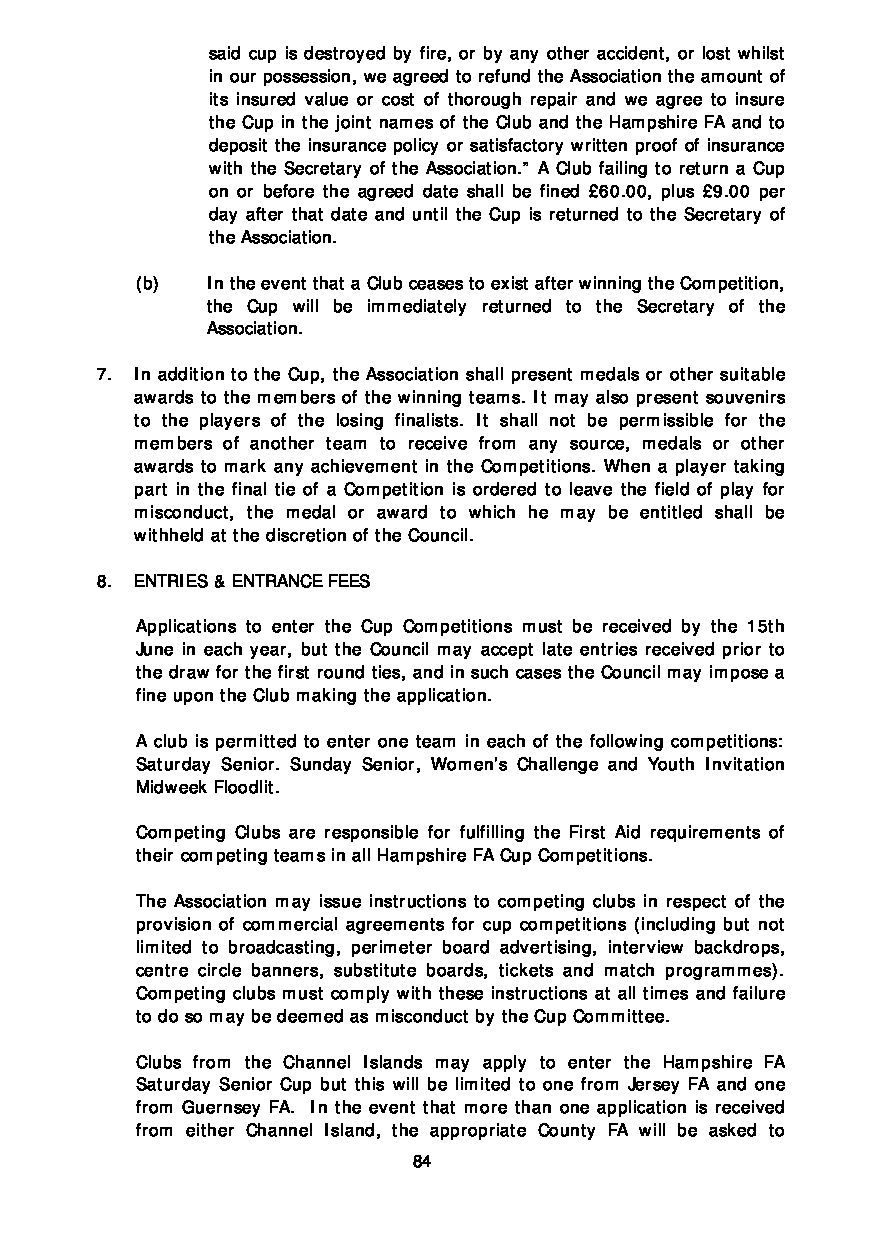 said cup is destroyed by fire, or by any other accident, or lost whilst
in our possession, we agreed to refund the Association the amount of
its insured value or cost of thorough repair and we agree to insure
the Cup in the joint names of the Club and the Hampshire FA and to
deposit the insurance policy or satisfactory written proof of insurance
with the Secretary of the Association.” A Club failing to return a Cup
on or before the agreed date shall be fined £60.00, plus £9.00 per
day after that date and until the Cup is returned to the Secretary of
the Association.
(b) In the event that a Club ceases to exist after winning the Competition,
the Cup will be immediately returned to the Secretary of the
Association.
7. In addition to the Cup, the Association shall present medals or other suitable
awards to the members of the winning teams. It may also present souvenirs
to the players of the losing finalists. It shall not be permissible for the
members of another team to receive from any source, medals or other
awards to mark any achievement in the Competitions. When a player taking
part in the final tie of a Competition is ordered to leave the field of play for
misconduct, the medal or award to which he may be entitled shall be
withheld at the discretion of the Council.
8. ENTRIES & ENTRANCE FEES
Applications to enter the Cup Competitions must be received by the 15th
June in each year, but the Council may accept late entries received prior to
the draw for the first round ties, and in such cases the Council may impose a
fine upon the Club making the application.
A club is permitted to enter one team in each of the following competitions:
Saturday Senior. Sunday Senior, Women's Challenge and Youth Invitation
Midweek Floodlit.
Competing Clubs are responsible for fulfilling the First Aid requirements of
their competing teams in all Hampshire FA Cup Competitions.
The Association may issue instructions to competing clubs in respect of the
provision of commercial agreements for cup competitions (including but not
limited to broadcasting, perimeter board advertising, interview backdrops,
centre circle banners, substitute boards, tickets and match programmes).
Competing clubs must comply with these instructions at all times and failure
to do so may be deemed as misconduct by the Cup Committee.
Clubs from the Channel Islands may apply to enter the Hampshire FA
Saturday Senior Cup but this will be limited to one from Jersey FA and one
from Guernsey FA. In the event that more than one application is received
from either Channel Island, the appropriate County FA will be asked to
84